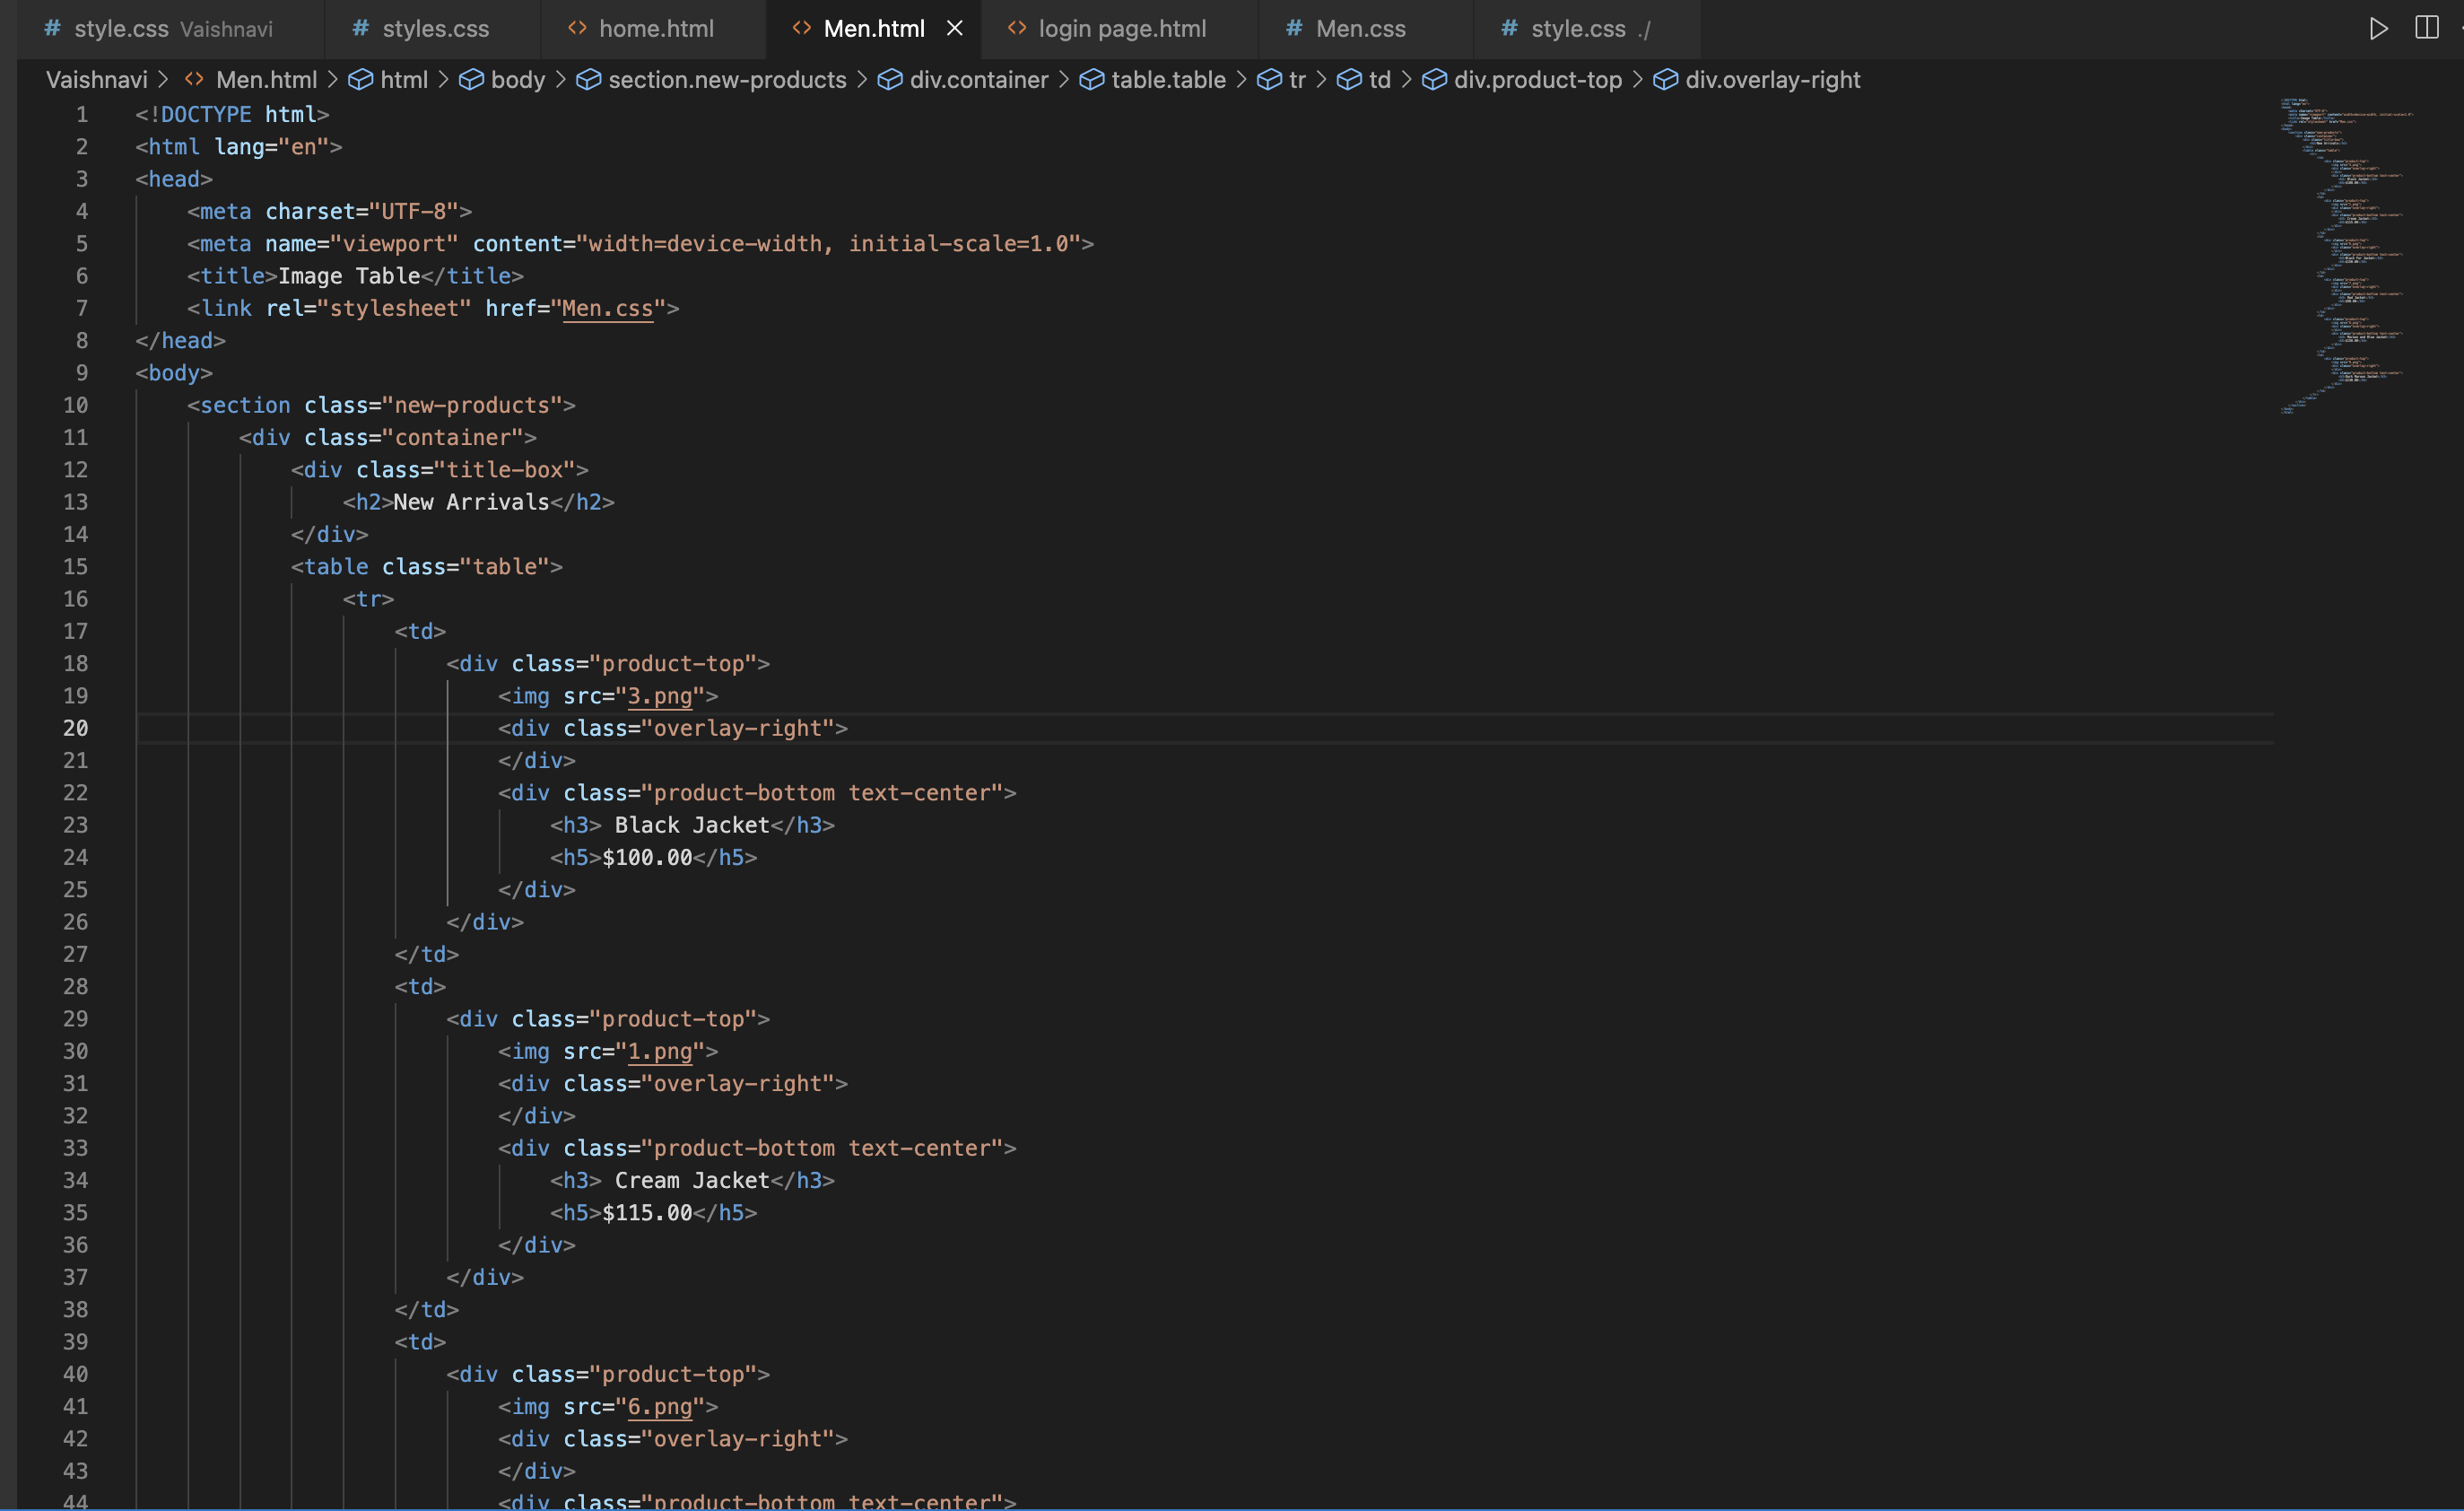 # style.css Vaishnavi # styles.css <> home.html <> Men.html × <> login page.html # Men.css # style.css ./
Vaishnavi > <> Men.html > html > body > section.new-products > div.container > table.table > tr > td > div.product-top > div.overlay-right
1 <!DOCTYPE html>
2 <html lang="en">
3 <head>
4     <meta charset="UTF-8">
5     <meta name="viewport" content="width=device-width, initial-scale=1.0">
6     <title>Image Table</title>
7     <link rel="stylesheet" href="Men.css">
8 </head>
9 <body>
10     <section class="new-products">
11         <div class="container">
12             <div class="title-box">
13                 <h2>New Arrivals</h2>
14             </div>
15             <table class="table">
16                 <tr>
17                     <td>
18                         <div class="product-top">
19                             <img src="3.png">
20                             <div class="overlay-right">
21                             </div>
22                             <div class="product-bottom text-center">
23                                 <h3> Black Jacket</h3>
24                                 <h5>$100.00</h5>
25                             </div>
26                         </div>
27                     </td>
28                     <td>
29                         <div class="product-top">
30                             <img src="1.png">
31                             <div class="overlay-right">
32                             </div>
33                             <div class="product-bottom text-center">
34                                 <h3> Cream Jacket</h3>
35                                 <h5>$115.00</h5>
36                             </div>
37                         </div>
38                     </td>
39                     <td>
40                         <div class="product-top">
41                             <img src="6.png">
42                             <div class="overlay-right">
43                             </div>
44                             <div class="product-bottom text-center">